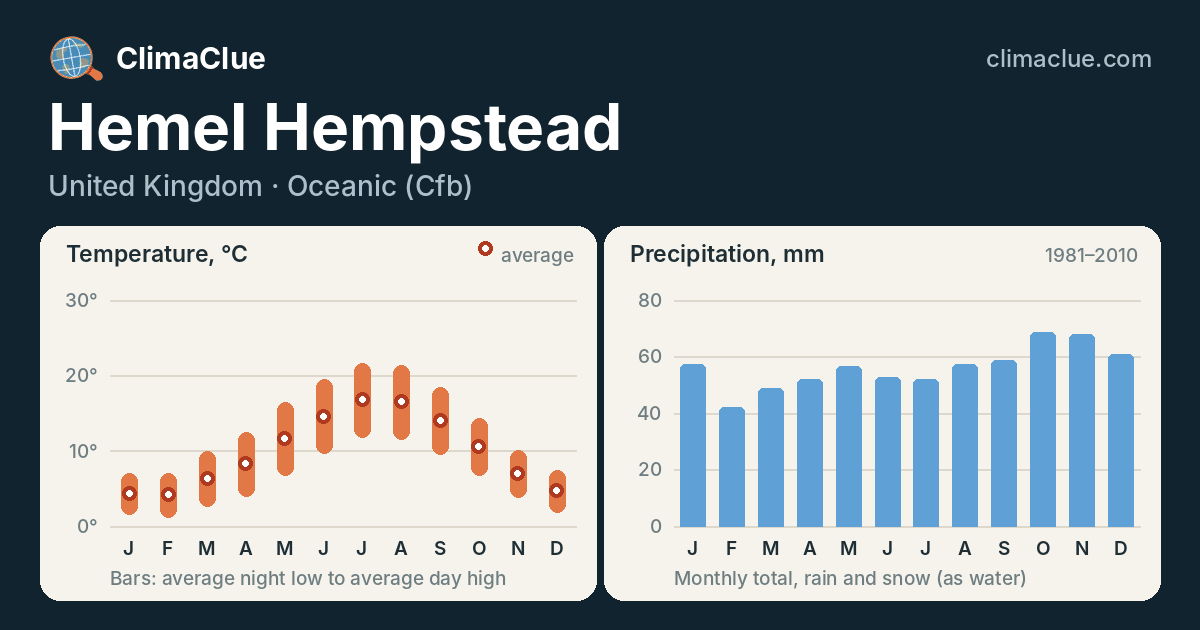 ClimaClue
climaclue.com
Hemel Hempstead
United Kingdom · Oceanic (Cfb)
Temperature, °C
average
30°
20°
10°
0°
J F M A M J J A S O N D
Bars: average night low to average day high
Precipitation, mm
1981–2010
80
60
40
20
0
J F M A M J J A S O N D
Monthly total, rain and snow (as water)